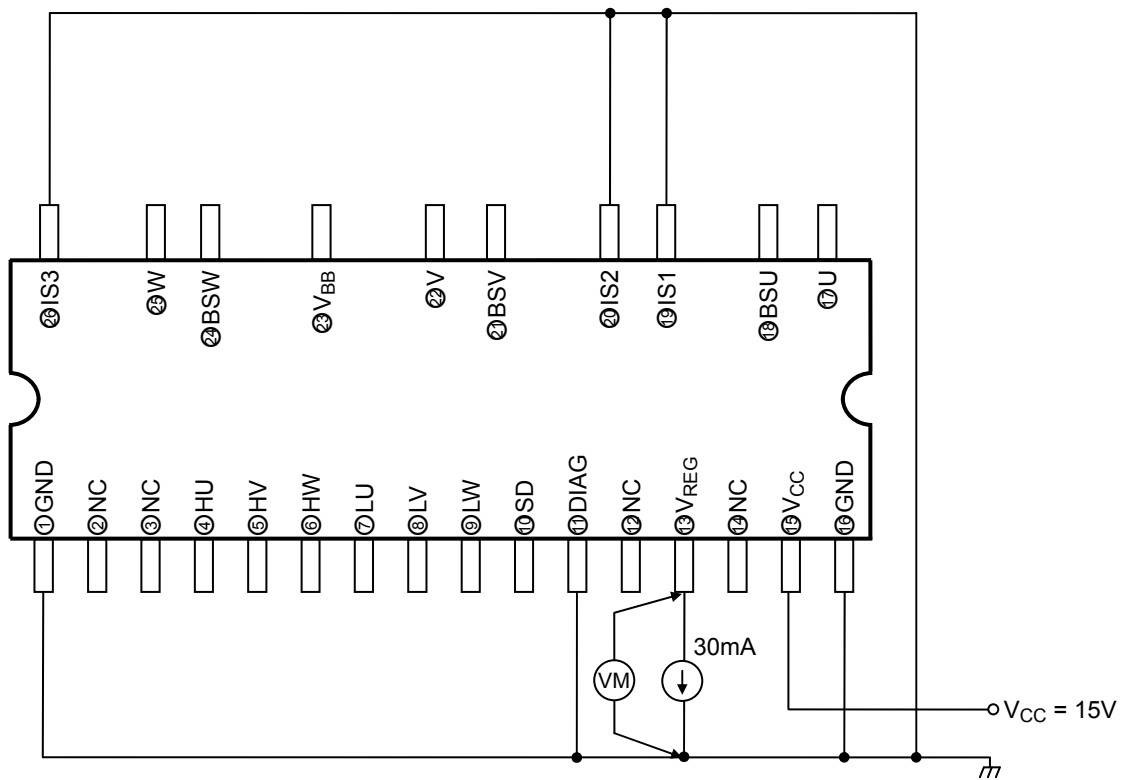 ㉖IS3
㉕W
㉔BSW
㉓VBB
㉒V
㉑BSV
⑳IS2
⑲IS1
⑱BSU
⑰U
①GND
②NC
③NC
④HU
⑤HV
⑥HW
⑦LU
⑧LV
⑨LW
⑩SD
⑪DIAG
⑫NC
⑬VREG
⑭NC
⑮VCC
⑯GND
VM
30mA
VCC = 15V